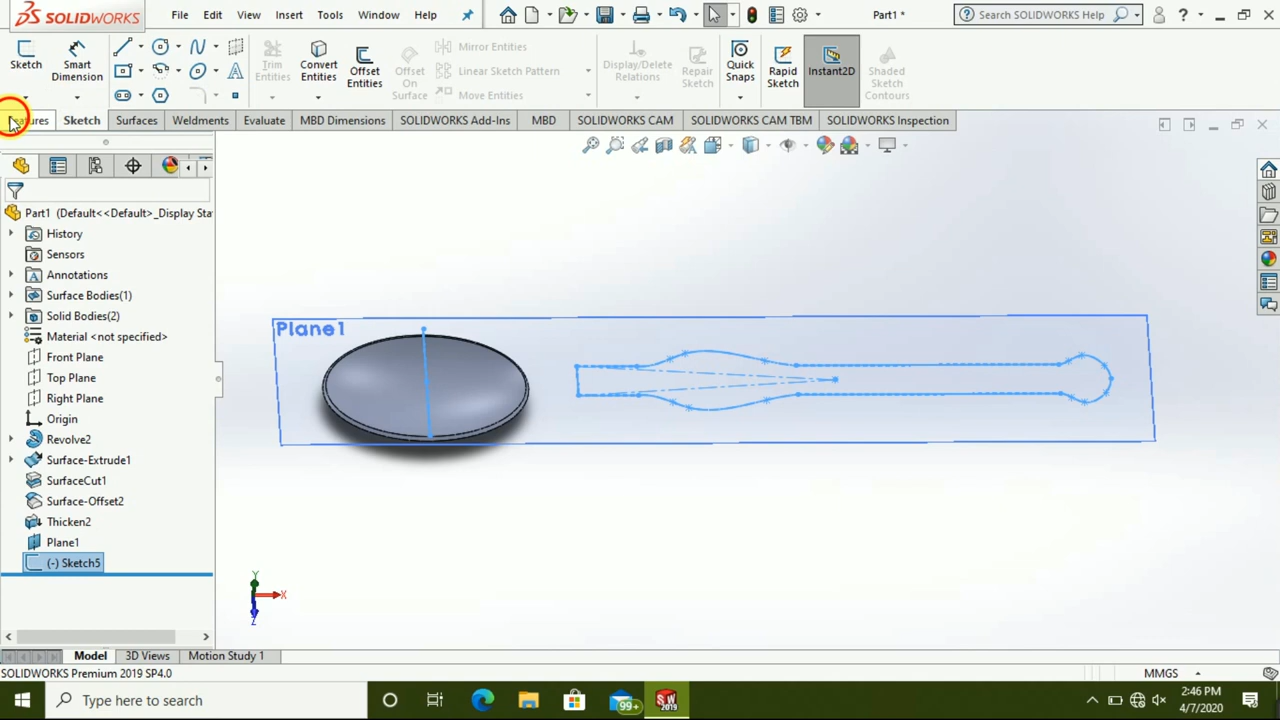 SOLIDWORKS
File
Edit
View
Insert
Tools
Window
Help
Part1 *
Search SOLIDWORKS Help
?
Sketch
Smart
Dimension
Trim
Entities
Convert
Entities
Offset
Entities
Offset
On
Surface
Mirror Entities
Linear Sketch Pattern
Move Entities
Display/Delete
Relations
Repair
Sketch
Quick
Snaps
Rapid
Sketch
Instant2D
Shaded
Sketch
Contours
Features
Sketch
Surfaces
Weldments
Evaluate
MBD Dimensions
SOLIDWORKS Add-Ins
MBD
SOLIDWORKS CAM
SOLIDWORKS CAM TBM
SOLIDWORKS Inspection
Part1 (Default<<Default>_Display Sta
History
Sensors
Annotations
Surface Bodies(1)
Solid Bodies(2)
Material <not specified>
Front Plane
Top Plane
Right Plane
Origin
Revolve2
Surface-Extrude1
SurfaceCut1
Surface-Offset2
Thicken2
Plane1
(-) Sketch5
Plane1
Y
X
Z
Model
3D Views
Motion Study 1
SOLIDWORKS Premium 2019 SP4.0
MMGS
Type here to search
99+
SW
2019
2:46 PM
4/7/2020